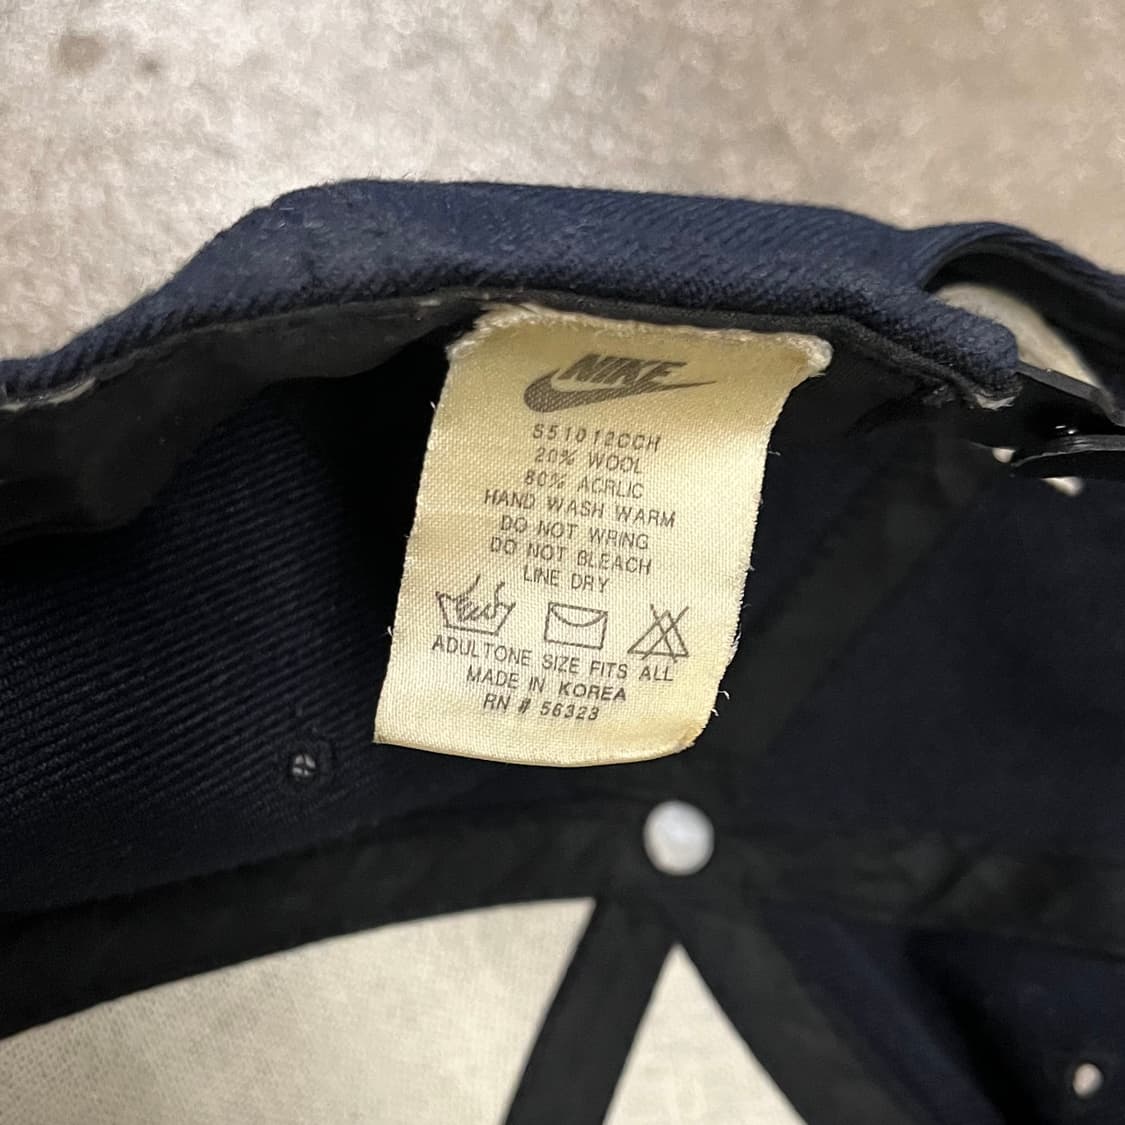 NIKE
S51012CCH
20% WOOL
80% ACRLIC
HAND WASH WARM
DO NOT WRING
DO NOT BLEACH
LINE DRY
ADULTONE SIZE FITS ALL
MADE IN KOREA
RN # 56323